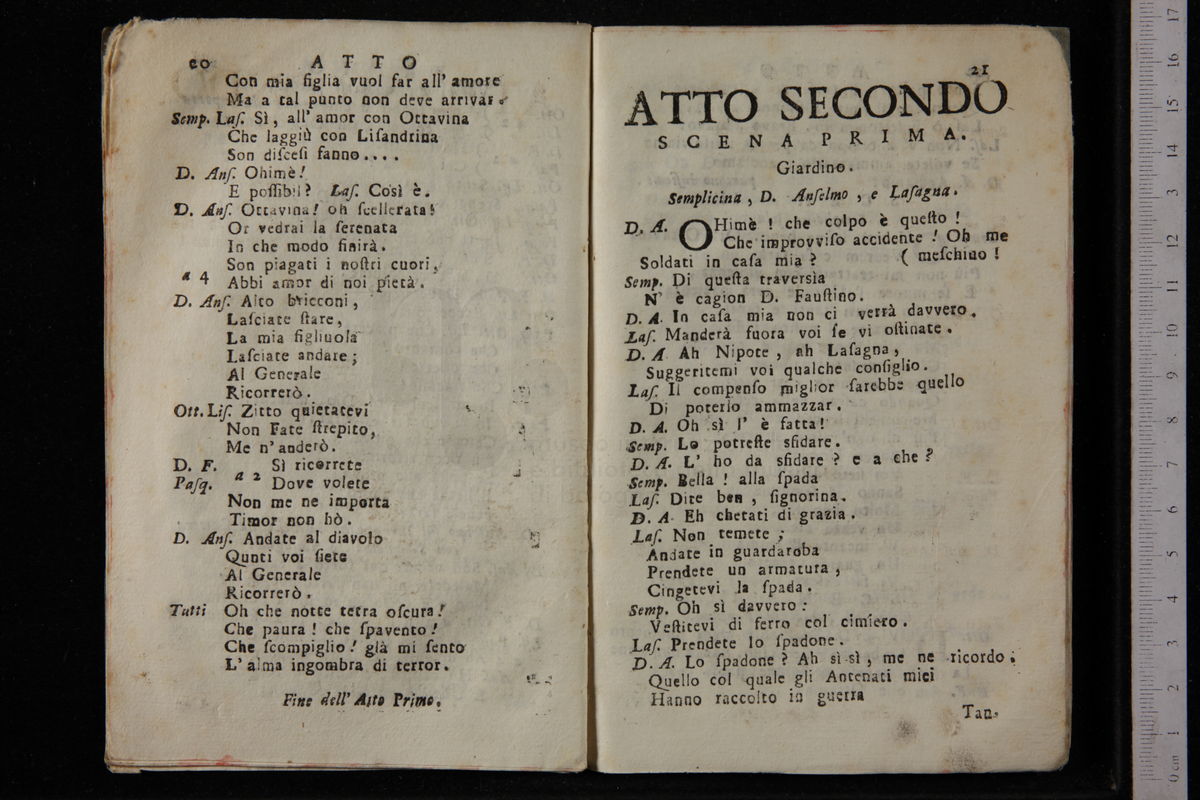 20 ATTO
Con mia figlia vuol far all' amore
Ma a tal punto non deve arrivar.
Semp. Laſ. Sì, all' amor con Ottavina
Che laggiù con Liſandrina
Son diſceſi fanno....
D. Anſ. Ohimè!
E poſſibil? Laſ. Così è.
D. Anſ. Ottavina! oh ſcellerata!
Or vedrai la ſerenata
In che modo finirà.
Son piagati i noſtri cuori,
a 4 Abbi amor di noi pietà.
D. Anſ. Alto bricconi,
Laſciate ſtare,
La mia figliuola
Laſciate andare;
Al Generale
Ricorrerò.
Ott. Liſ. Zitto quietatevi
Non Fate ſtrepito,
Me n' anderò.
D. F. Sì ricorrete
a 2
Paſq. Dove volete
Non me ne importa
Timor non hò.
D. Anſ. Andate al diavolo
Qunti voi ſiete
Al Generale
Ricorrerò.
Tutti Oh che notte tetra oſcura!
Che paura! che ſpavento!
Che ſcompiglio! già mi ſento
L' alma ingombra di terror.
Fine dell' Atto Primo.
21
ATTO SECONDO
SCENA PRIMA.
Giardino.
Semplicina, D. Anſelmo, e Laſagna.
D. A. OHimè! che colpo è queſto!
Che improvviſo accidente! Oh me
Soldati in caſa mia? (meſchino!
Semp. Di queſta traversìa
N' è cagion D. Fauſtino.
D. A. In caſa mia non ci verrà davvero.
Laſ. Manderà fuora voi ſe vi oſtinate.
D. A. Ah Nipote, ah Laſagna,
Suggeritemi voi qualche conſiglio.
Laſ. Il compenſo miglior ſarebbe quello
Di poterlo ammazzar.
D. A. Oh sì l' è fatta!
Semp. Lo potreſte sfidare.
D. A. L' ho da sfidare? e a che?
Semp. Bella! alla ſpada
Laſ. Dite ben, ſignorina.
D. A. Eh chetati di grazia.
Laſ. Non temete;
Andate in guardaroba
Prendete un armatura,
Cingetevi la ſpada.
Semp. Oh sì davvero:
Veſtitevi di ferro col cimiero.
Laſ. Prendete lo ſpadone.
D. A. Lo ſpadone? Ah sì sì, me ne ricordo;
Quello col quale gli Antenati miei
Hanno raccolto in guerra
Tan-